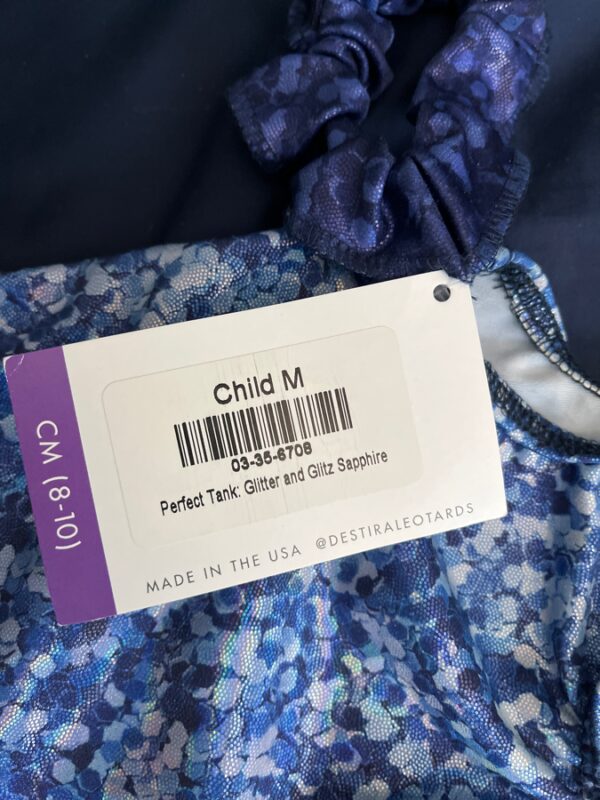 Child M
03-35-6708
Perfect Tank: Glitter and Glitz Sapphire
MADE IN THE USA @DESTIRALEOTARDS
CM (8-10)